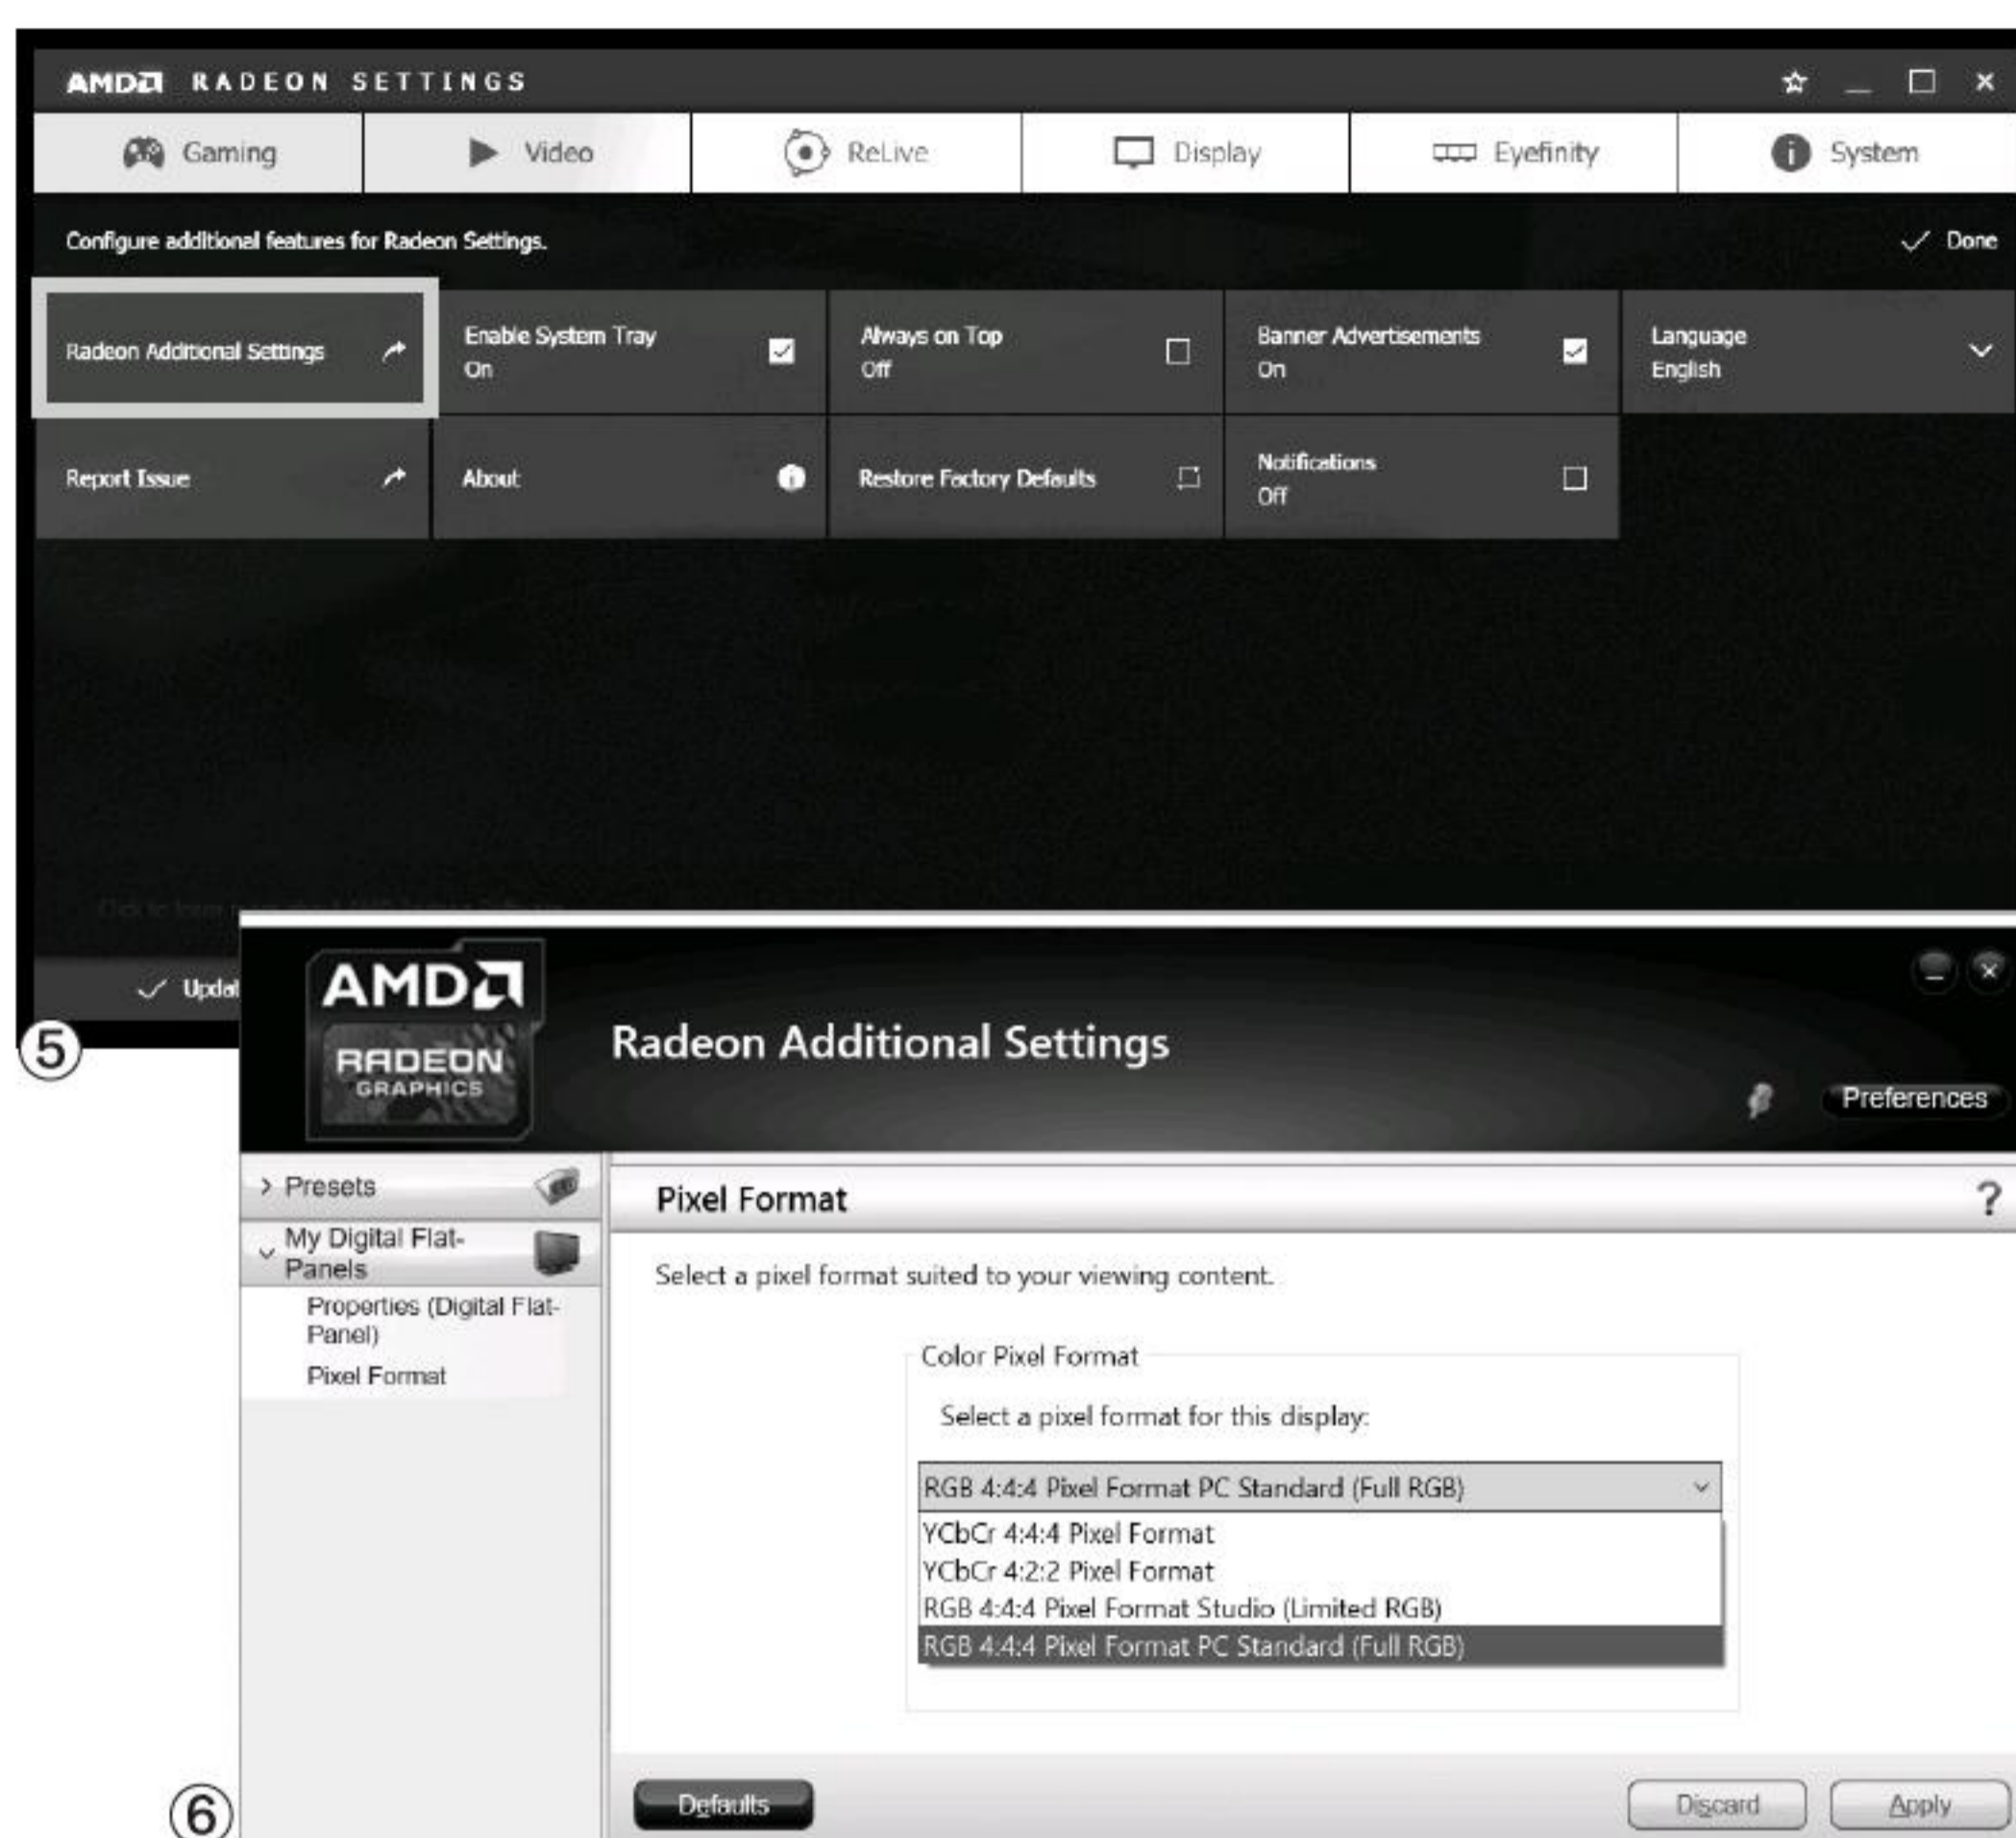 AMD RADEON SETTINGS
Gaming
Video
ReLive
Display
Eyefinity
System
Configure additional features for Radeon Settings.
Done
Radeon Additional Settings
Enable System Tray
On
Always on Top
Off
Banner Advertisements
On
Language
English
Report Issue
About
Restore Factory Defaults
Notifications
Off
⑤
AMD
RADEON
GRAPHICS
Radeon Additional Settings
Preferences
> Presets
My Digital Flat-
Panels
Properties (Digital Flat-
Panel)
Pixel Format
Pixel Format
?
Select a pixel format suited to your viewing content.
Color Pixel Format
Select a pixel format for this display:
RGB 4:4:4 Pixel Format PC Standard (Full RGB)
YCbCr 4:4:4 Pixel Format
YCbCr 4:2:2 Pixel Format
RGB 4:4:4 Pixel Format Studio (Limited RGB)
RGB 4:4:4 Pixel Format PC Standard (Full RGB)
⑥
Defaults
Discard
Apply